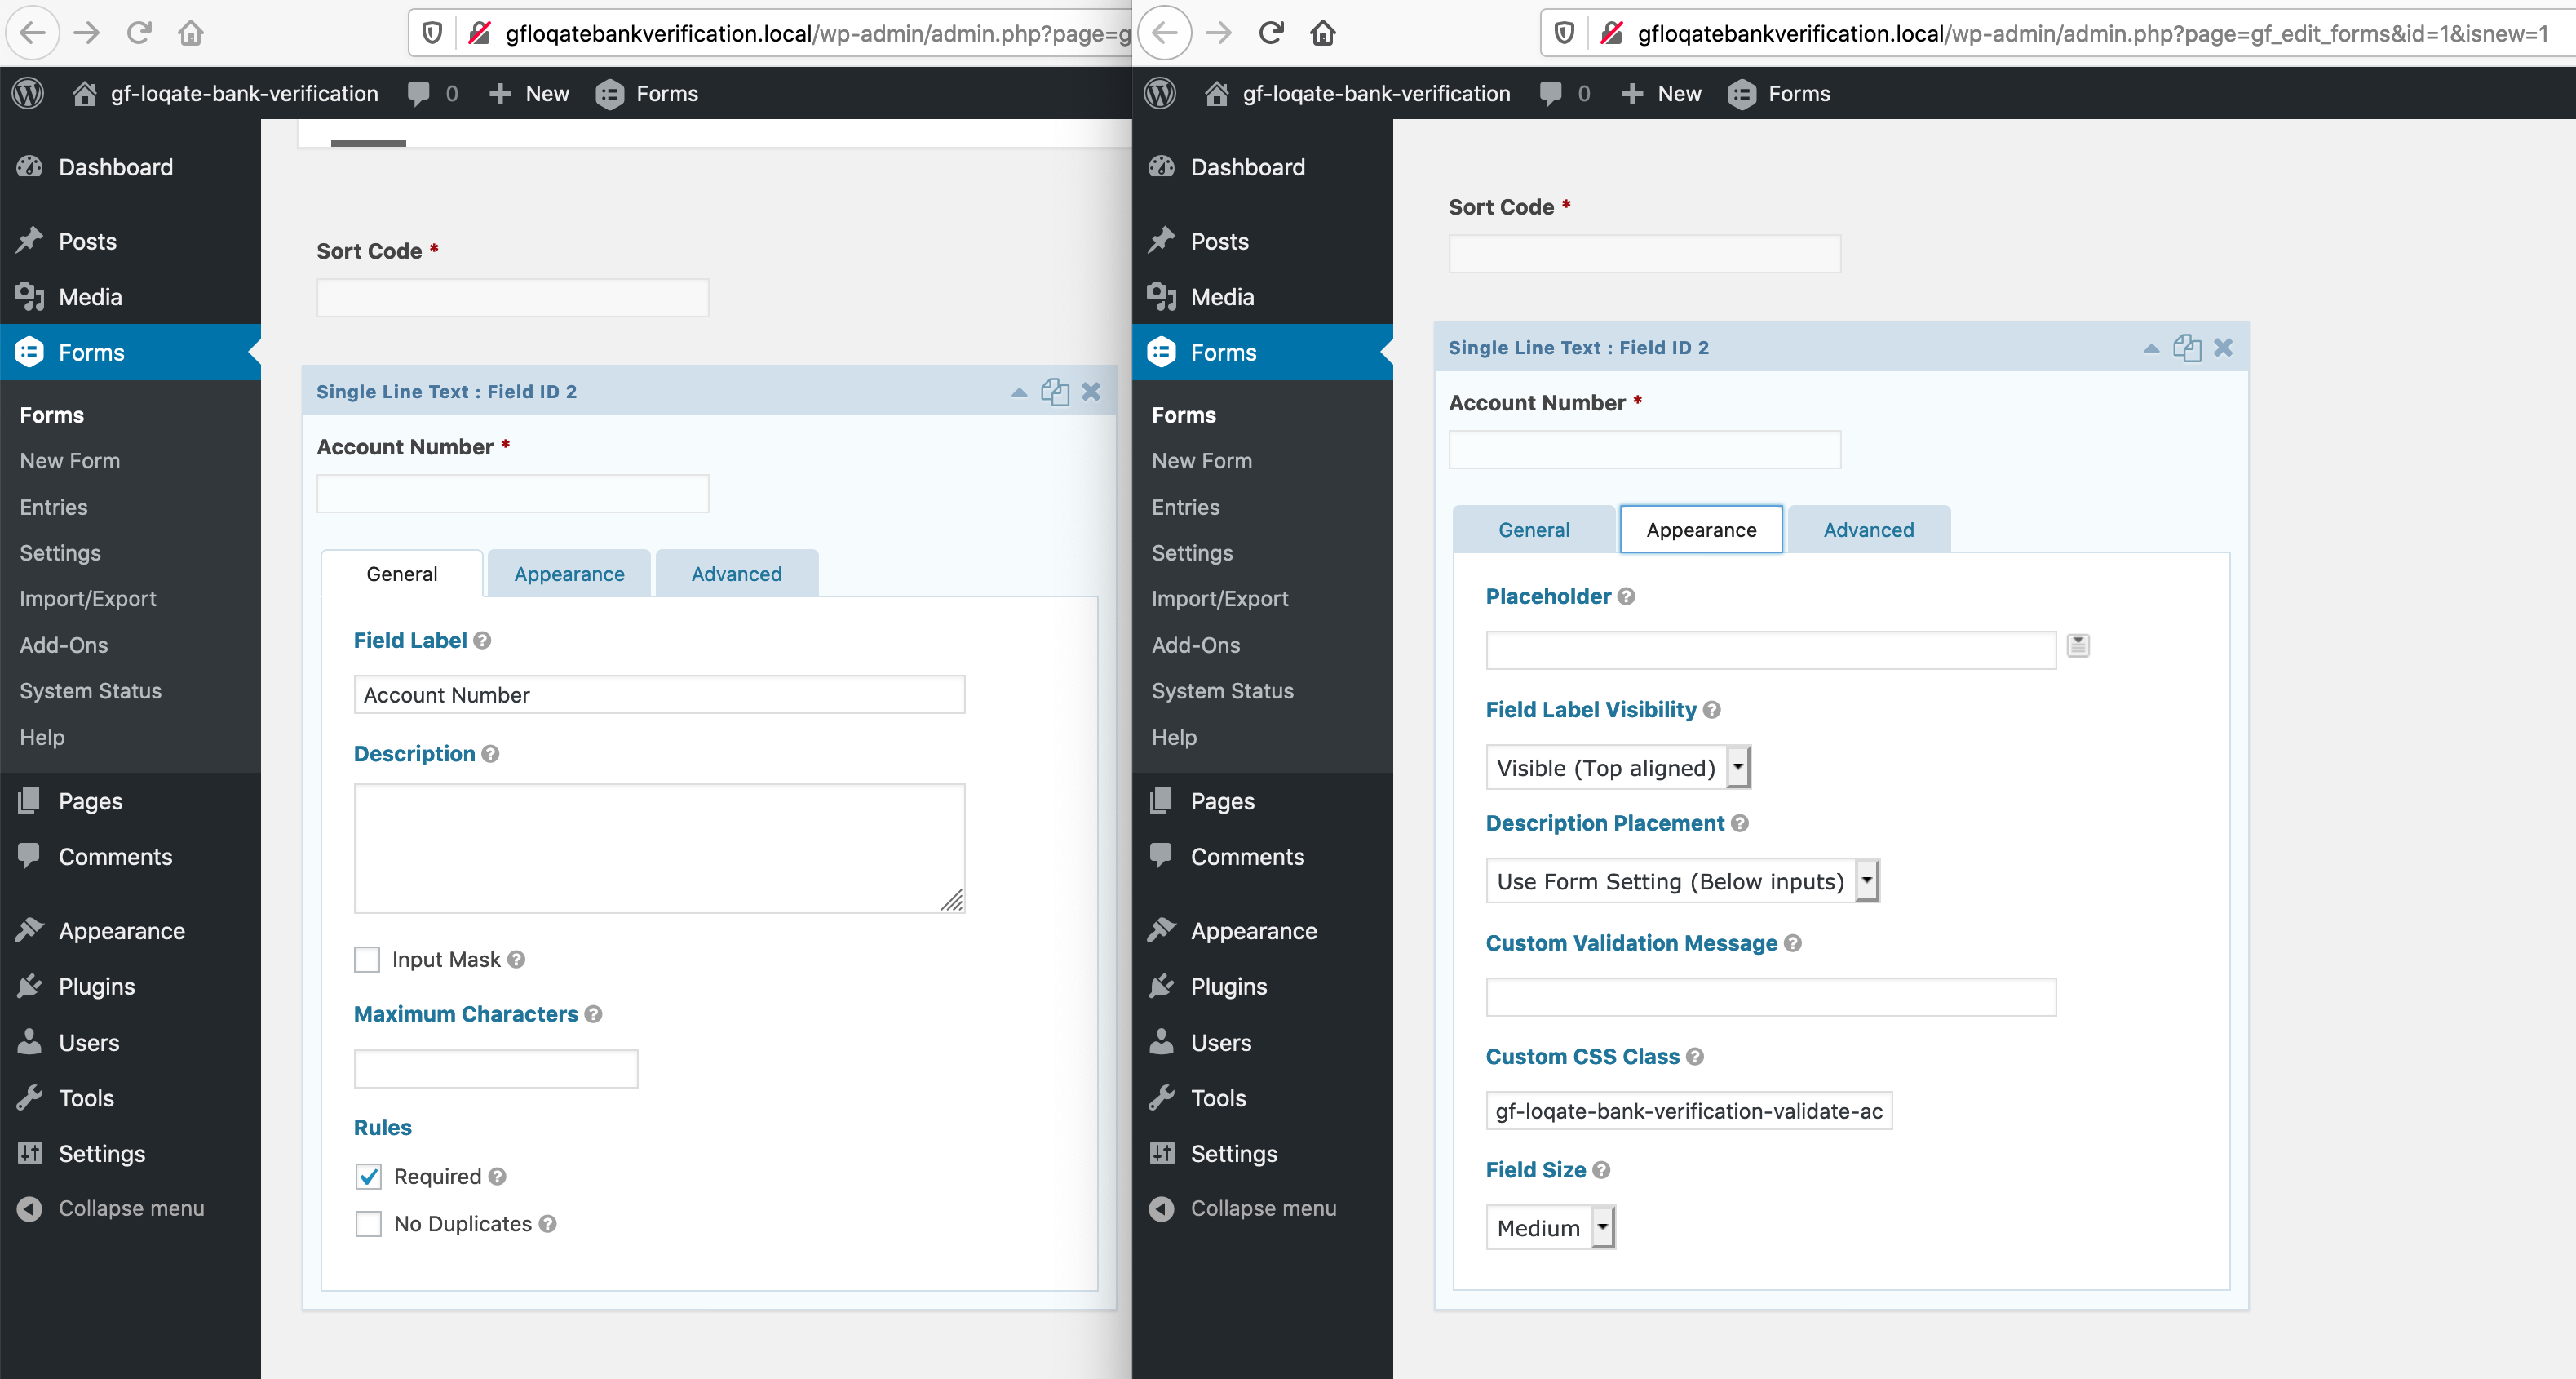 gfloqatebankverification.local/wp-admin/admin.php?page=g
gf-loqate-bank-verification
0
New
Forms
Dashboard
Posts
Media
Forms
Forms
New Form
Entries
Settings
Import/Export
Add-Ons
System Status
Help
Pages
Comments
Appearance
Plugins
Users
Tools
Settings
Collapse menu
Sort Code *
Single Line Text : Field ID 2
Account Number *
General
Appearance
Advanced
Field Label
Account Number
Description
Input Mask
Maximum Characters
Rules
Required
No Duplicates
gfloqatebankverification.local/wp-admin/admin.php?page=gf_edit_forms&id=1&isnew=1
gf-loqate-bank-verification
0
New
Forms
Dashboard
Posts
Media
Forms
Forms
New Form
Entries
Settings
Import/Export
Add-Ons
System Status
Help
Pages
Comments
Appearance
Plugins
Users
Tools
Settings
Collapse menu
Sort Code *
Single Line Text : Field ID 2
Account Number *
General
Appearance
Advanced
Placeholder
Field Label Visibility
Visible (Top aligned)
Description Placement
Use Form Setting (Below inputs)
Custom Validation Message
Custom CSS Class
gf-loqate-bank-verification-validate-ac
Field Size
Medium